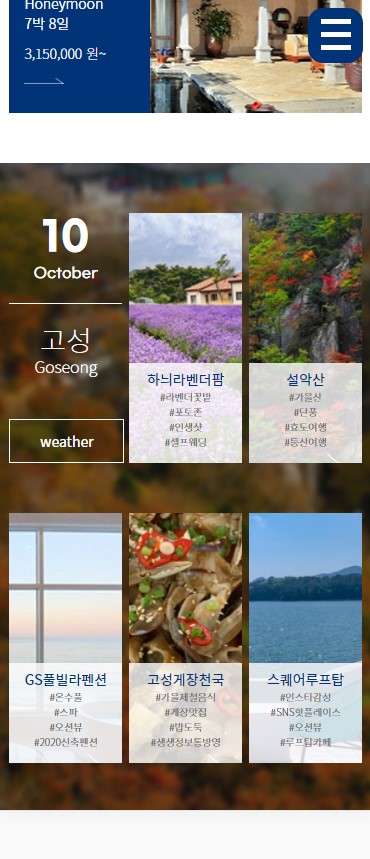 Honeymoon
7박 8일
3,150,000 원~
10
October
고성
Goseong
weather
하늬라벤더팜
#라벤더꽃밭
#포토존
#인생샷
#셀프웨딩
설악산
#가을산
#단풍
#효도여행
#등산여행
GS풀빌라펜션
#온수풀
#스파
#오션뷰
#2020신축펜션
고성게장천국
#가을제철음식
#게장맛집
#밥도둑
#생생정보통방영
스퀘어루프탑
#인스타감성
#SNS핫플레이스
#오션뷰
#루프탑카페